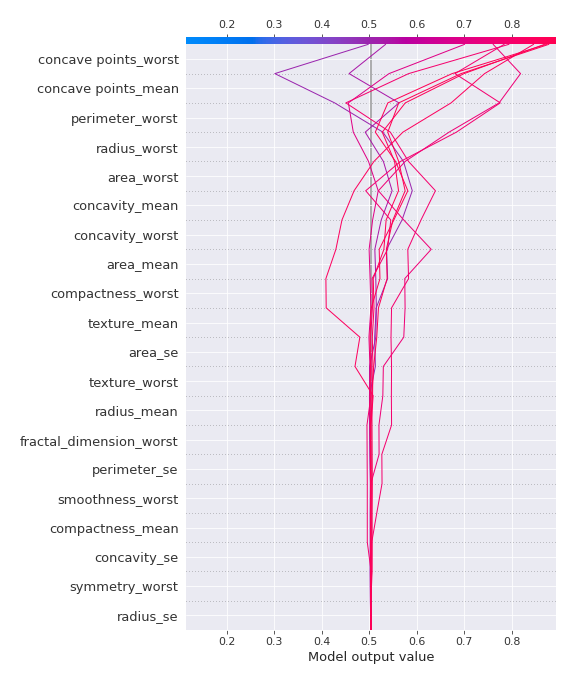 0.2 0.3 0.4 0.5 0.6 0.7 0.8
concave points_worst
concave points_mean
perimeter_worst
radius_worst
area_worst
concavity_mean
concavity_worst
area_mean
compactness_worst
texture_mean
area_se
texture_worst
radius_mean
fractal_dimension_worst
perimeter_se
smoothness_worst
compactness_mean
concavity_se
symmetry_worst
radius_se
0.2 0.3 0.4 0.5 0.6 0.7 0.8
Model output value